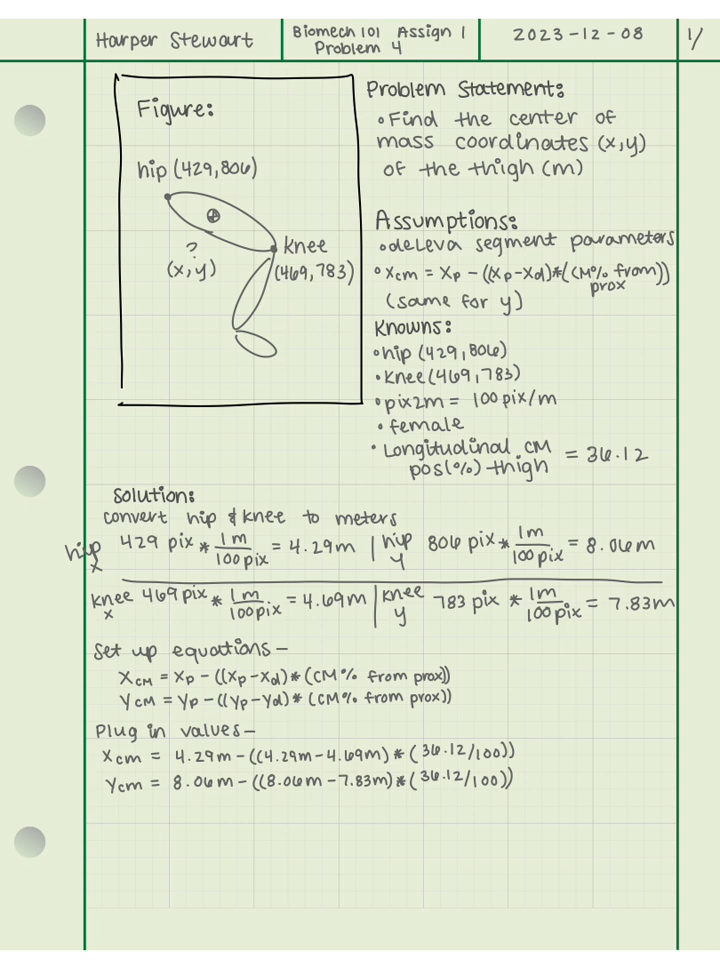 Harper Stewart
Biomech 101 Assign 1
Problem 4
2023-12-08
1/
Figure:
hip (429,806)
?
(x,y)
knee
(469,783)
Problem Statement:
• Find the center of
mass coordinates (x,y)
of the thigh (m)
Assumptions:
• deLeva segment parameters
• Xcm = Xp - ((Xp-Xd)*(CM% from
prox))
(same for y)
Knowns:
• hip (429,806)
• Knee (469,783)
• pix2m = 100 pix/m
• female
• Longitudinal CM
pos(%)-thigh = 36.12
Solution:
convert hip & knee to meters
hip x 429 pix * 1m/100pix = 4.29m | hip y 806 pix * 1m/100pix = 8.06m
knee x 469 pix * 1m/100pix = 4.69m | knee y 783 pix * 1m/100pix = 7.83m
Set up equations -
XCM = Xp - ((Xp-Xd)*(CM% from prox))
YCM = Yp - ((Yp-Yd)*(CM% from prox))
Plug in values -
Xcm = 4.29m - ((4.29m-4.69m)*(36.12/100))
Ycm = 8.06m - ((8.06m-7.83m)*(36.12/100))